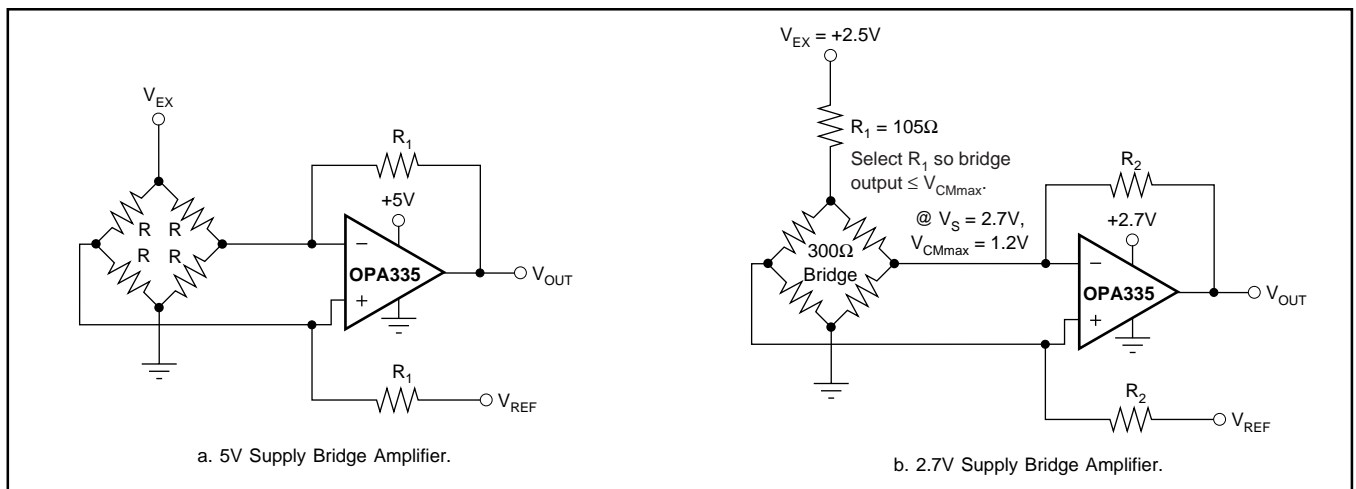 V_EX
R_1
+5V
R R
R R
−
OPA335
+
V_OUT
R_1
V_REF
a. 5V Supply Bridge Amplifier.
V_EX = +2.5V
R_1 = 105Ω
Select R_1 so bridge
output ≤ V_CMmax.
@ V_S = 2.7V,
V_CMmax = 1.2V
R_2
+2.7V
300Ω
Bridge
−
OPA335
+
V_OUT
R_2
V_REF
b. 2.7V Supply Bridge Amplifier.